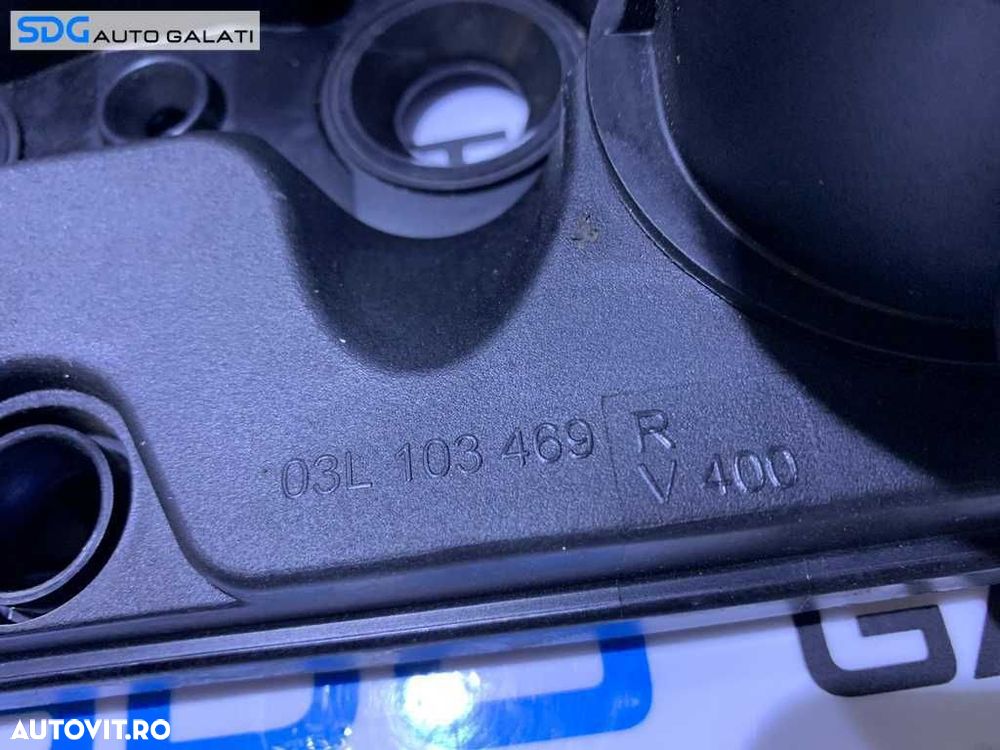 SDG AUTO GALATI
03L 103 469 R
V 400
AUTOVIT.RO